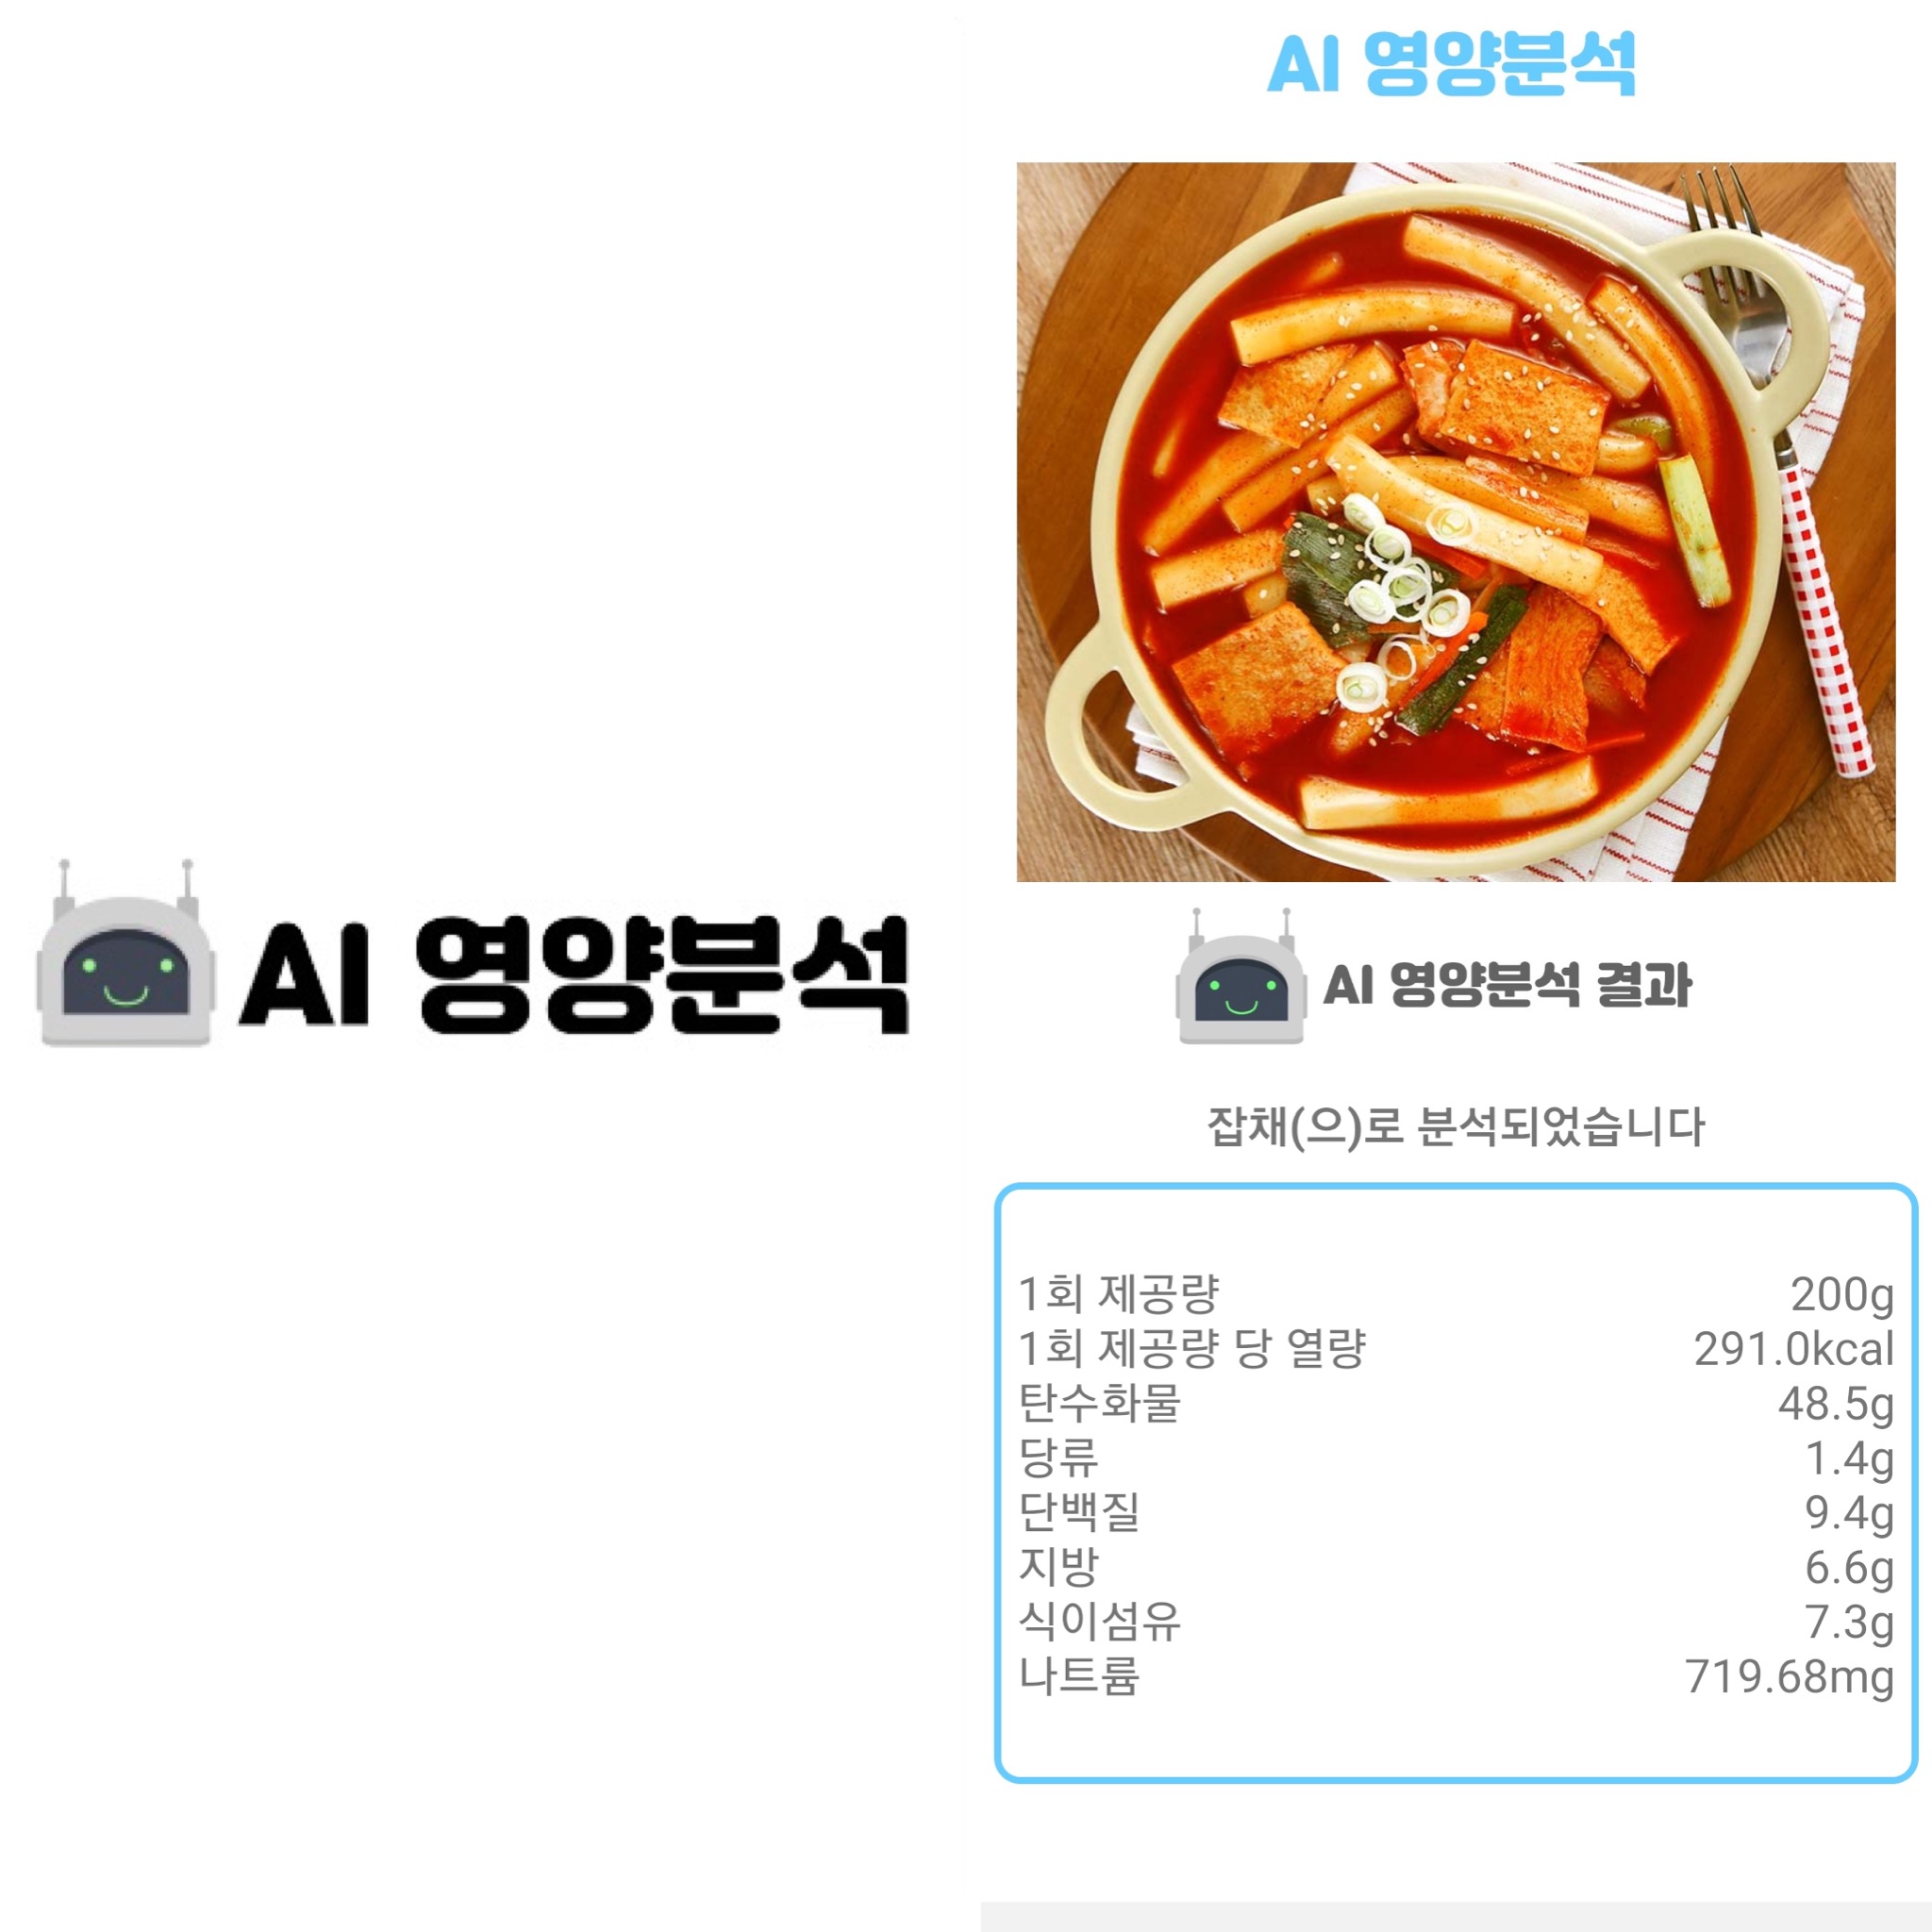 AI 영양분석
AI 영양분석
AI 영양분석 결과
잡채(으)로 분석되었습니다
1회 제공량 200g
1회 제공량 당 열량 291.0kcal
탄수화물 48.5g
당류 1.4g
단백질 9.4g
지방 6.6g
식이섬유 7.3g
나트륨 719.68mg